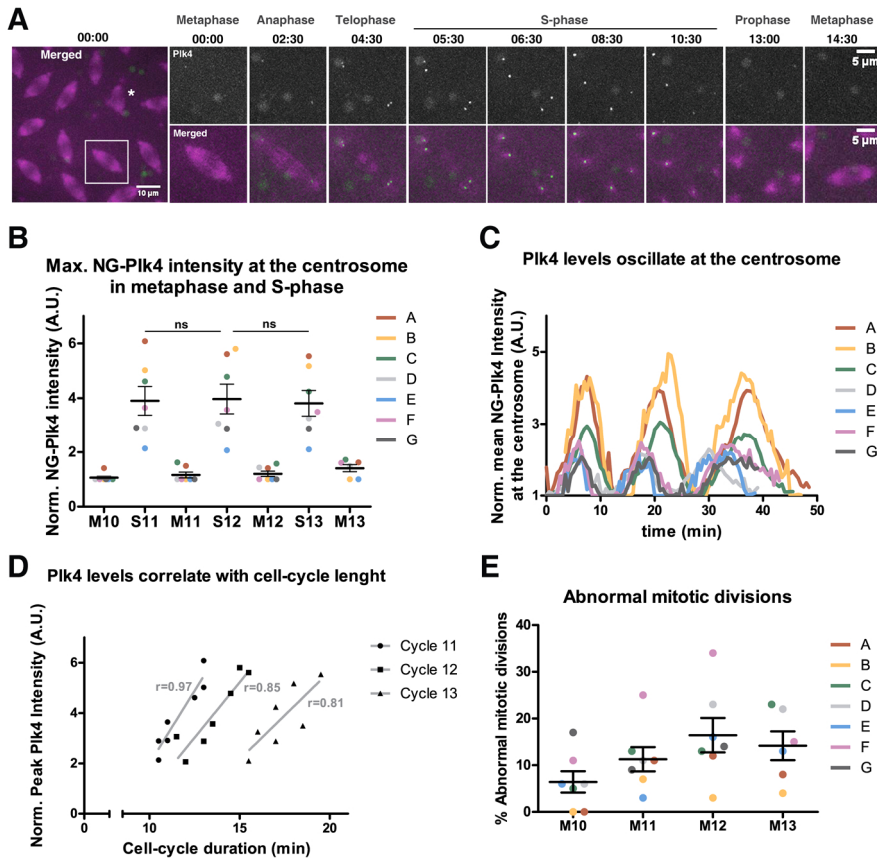 A
Metaphase Anaphase Telophase S-phase Prophase Metaphase
00:00 00:00 02:30 04:30 05:30 06:30 08:30 10:30 13:00 14:30
Merged Plk4 5 µm
*
Merged 5 µm
10 µm
B
Max. NG-Plk4 intensity at the centrosome
in metaphase and S-phase
Norm. NG-Plk4 intensity (A.U.)
8
6
4
2
0
ns ns
M10 S11 M11 S12 M12 S13 M13
A
B
C
D
E
F
G
C
Plk4 levels oscillate at the centrosome
Norm. mean NG-Plk4 Intensity
at the centrosome (A.U.)
5
3
1
0 10 20 30 40 50
time (min)
A
B
C
D
E
F
G
D
Plk4 levels correlate with cell-cycle lenght
Norm. Peak Plk4 Intensity (A.U.)
6
4
2
0
r=0.97 r=0.85 r=0.81
0 10 15 20
Cell-cycle duration (min)
Cycle 11
Cycle 12
Cycle 13
E
Abnormal mitotic divisions
% Abnormal mitotic divisions
40
30
20
10
0
M10 M11 M12 M13
A
B
C
D
E
F
G